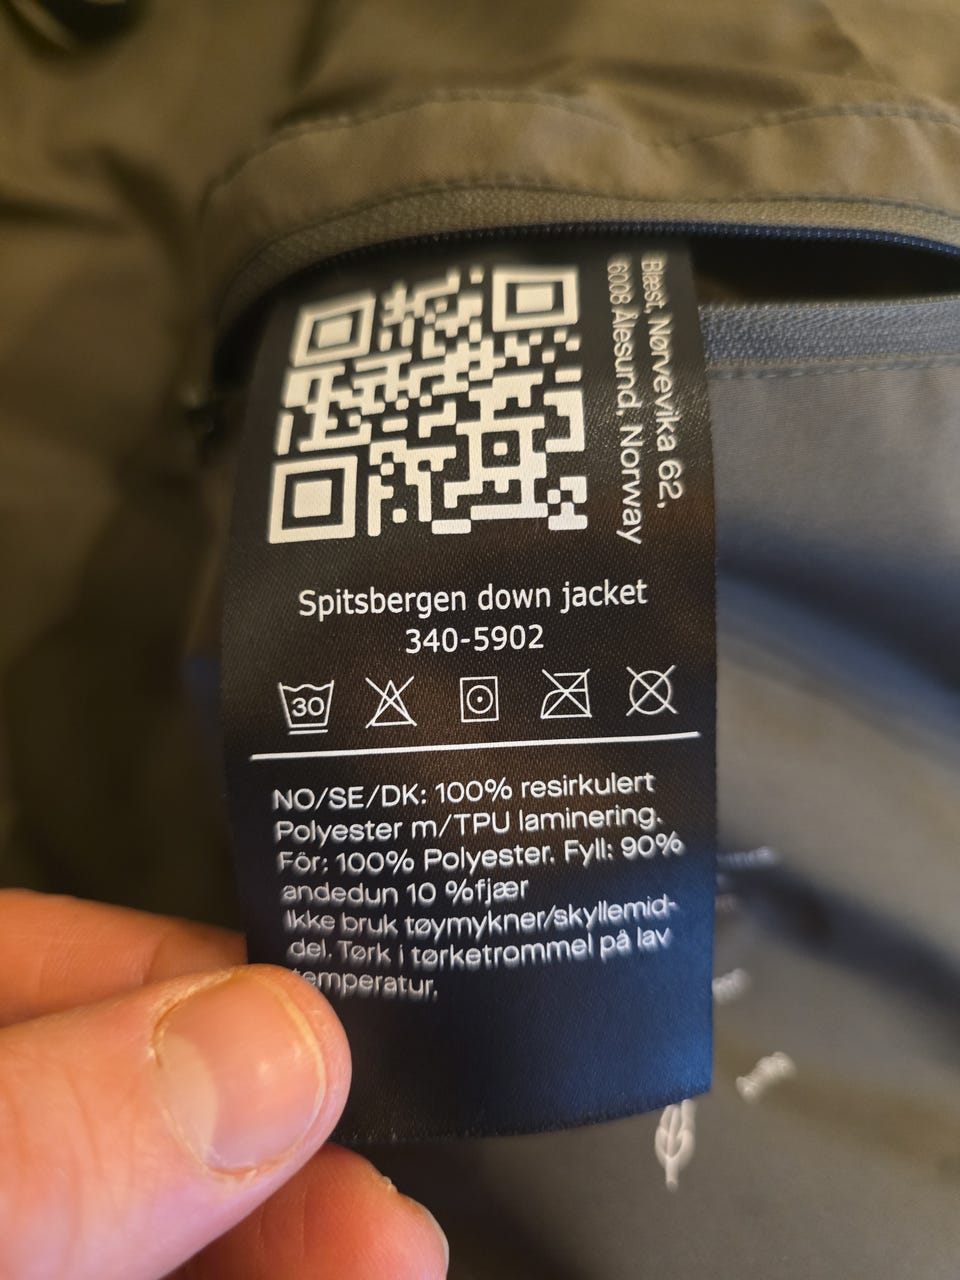 Blæst, Nørvevika 62,
6008 Ålesund, Norway
Spitsbergen down jacket
340-5902
30
NO/SE/DK: 100% resirkulert
Polyester m/TPU laminering.
Fôr: 100% Polyester. Fyll: 90%
andedun 10 %fjær
Ikke bruk tøymykner/skyllemid-
del. Tørk i tørketrommel på lav
temperatur.